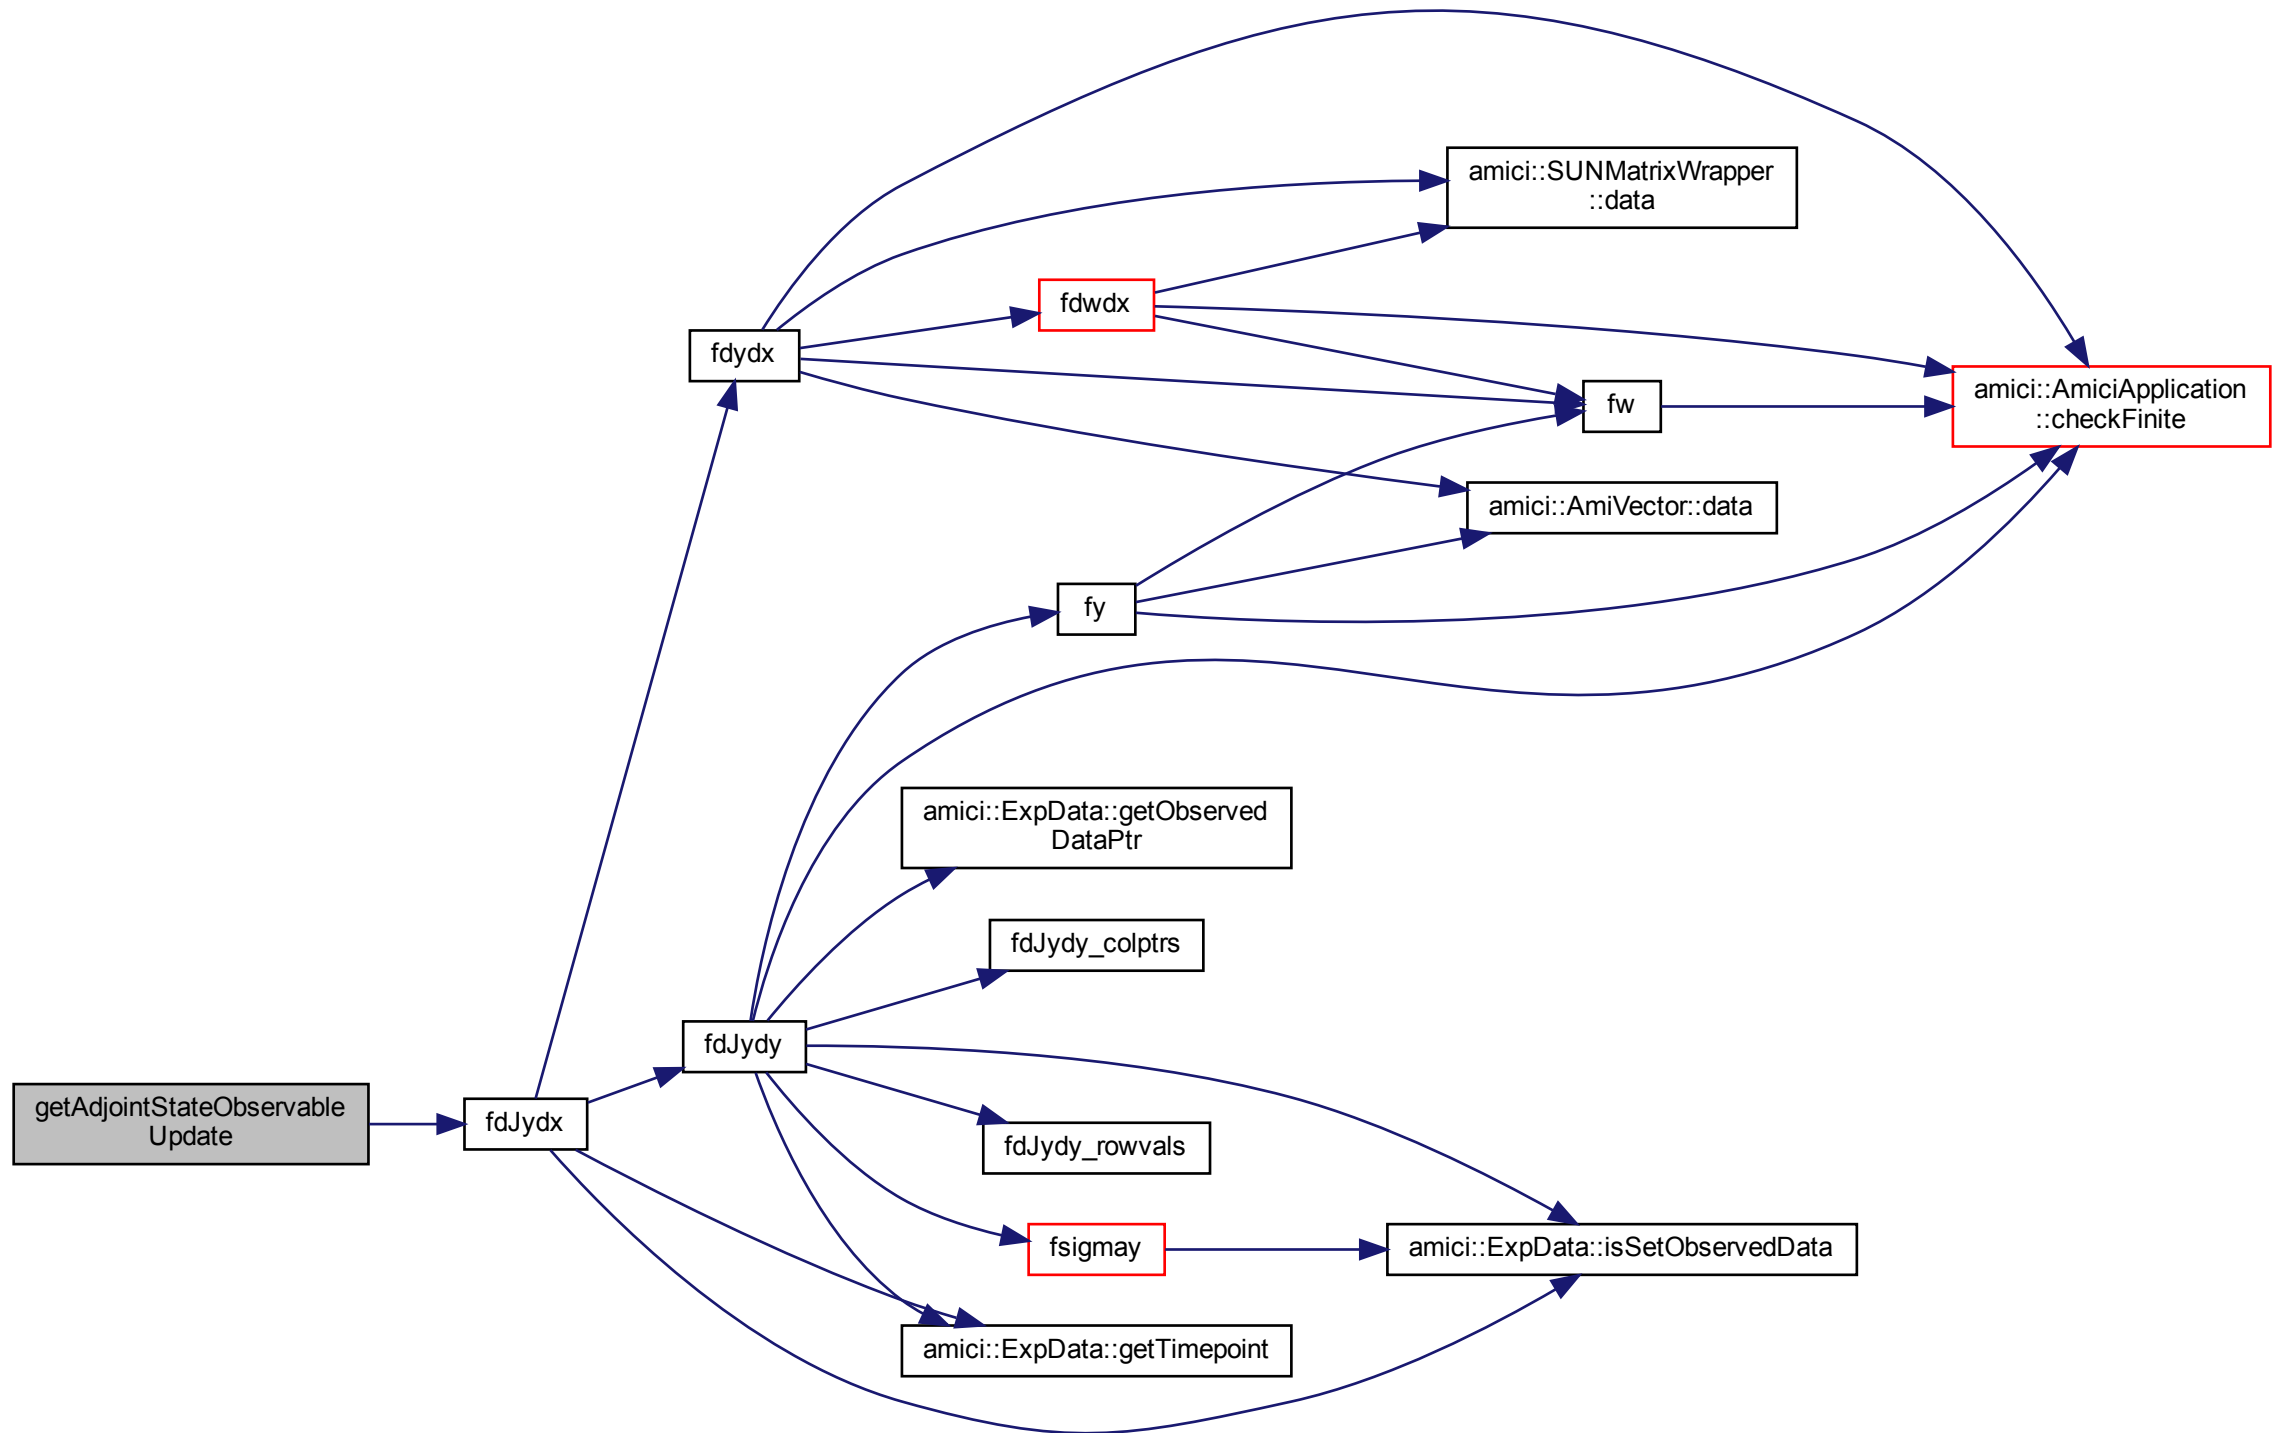 amici::SUNMatrixWrapper
::data
fdwdx
fdydx
amici::AmiciApplication
::checkFinite
fw
amici::AmiVector::data
fy
amici::ExpData::getObserved
DataPtr
fdJydy_colptrs
fdJydy
getAdjointStateObservable
Update
fdJydx
fdJydy_rowvals
fsigmay
amici::ExpData::isSetObservedData
amici::ExpData::getTimepoint